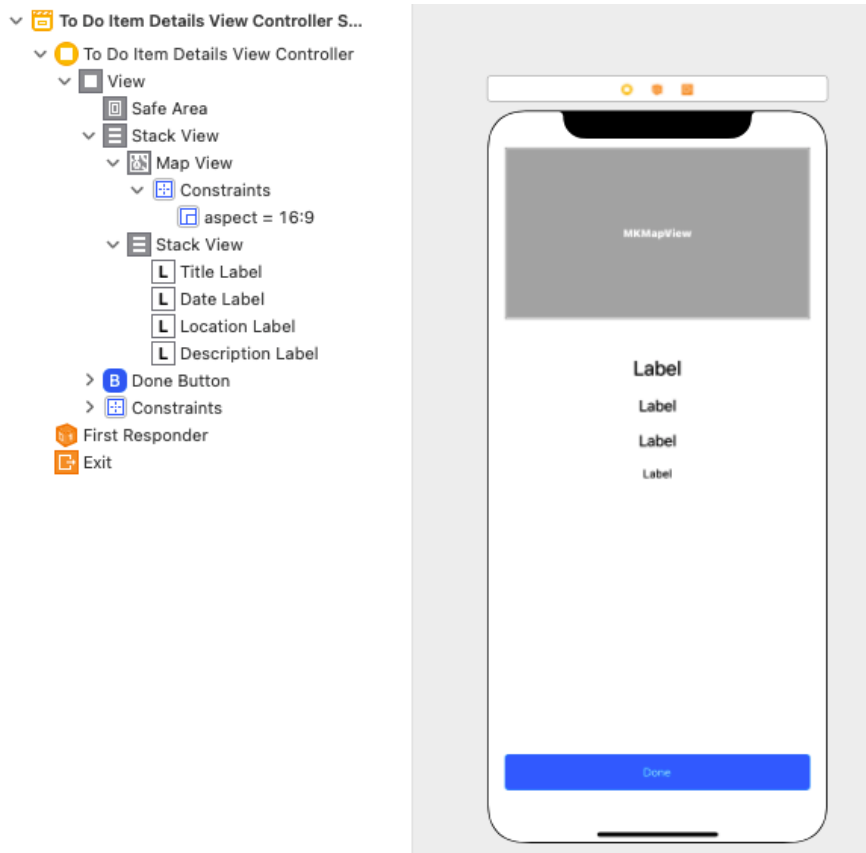 To Do Item Details View Controller S...
To Do Item Details View Controller
View
Safe Area
Stack View
Map View
Constraints
aspect = 16:9
Stack View
L Title Label
L Date Label
L Location Label
L Description Label
B Done Button
Constraints
First Responder
Exit
MKMapView
Label
Label
Label
Label
Done